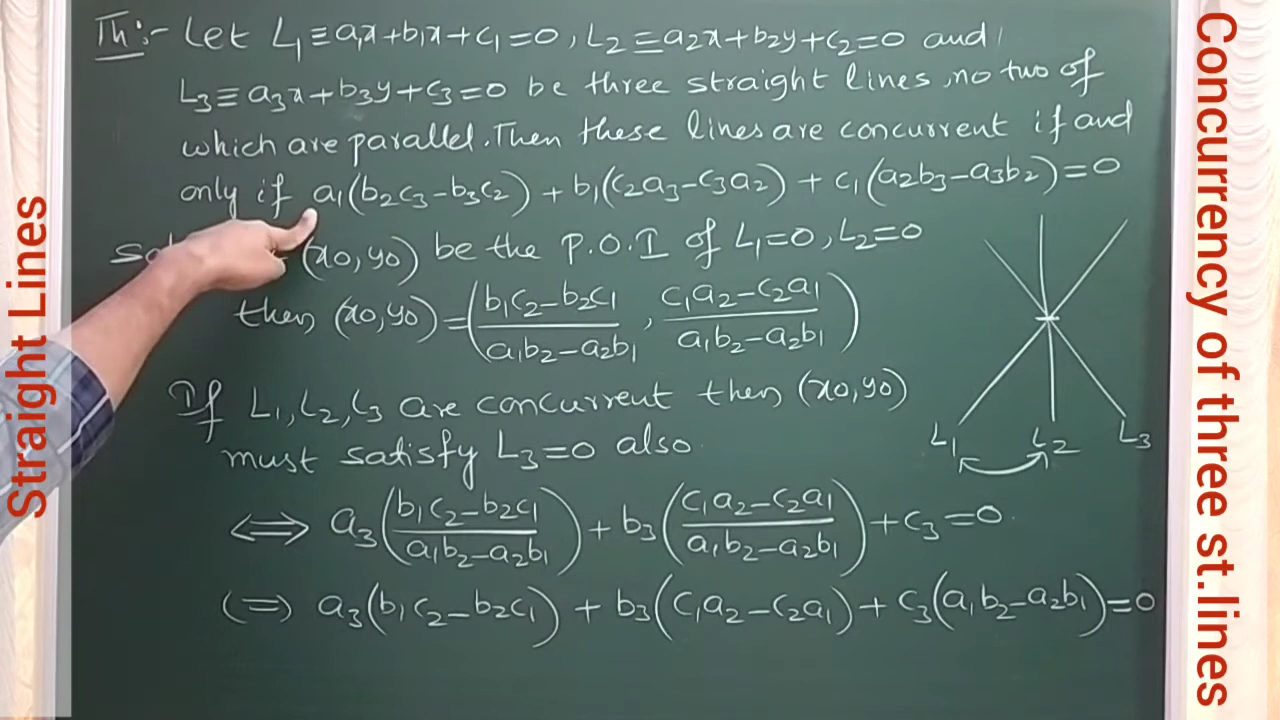 Straight Lines
Th:- Let L₁ ≡ a₁x + b₁x + c₁ = 0, L₂ ≡ a₂x + b₂y + c₂ = 0 and
L₃ ≡ a₃x + b₃y + c₃ = 0 be three straight lines, no two of
which are parallel. Then these lines are concurrent if and
only if a₁(b₂c₃ - b₃c₂) + b₁(c₂a₃ - c₃a₂) + c₁(a₂b₃ - a₃b₂) = 0
(x0, y0) be the P.O.I of L₁=0, L₂=0
then (x0, y0) = ((b₁c₂ - b₂c₁)/(a₁b₂ - a₂b₁), (c₁a₂ - c₂a₁)/(a₁b₂ - a₂b₁))
If L₁, L₂, L₃ are concurrent then (x0, y0)
must satisfy L₃=0 also.
⟺ a₃((b₁c₂ - b₂c₁)/(a₁b₂ - a₂b₁)) + b₃((c₁a₂ - c₂a₁)/(a₁b₂ - a₂b₁)) + c₃ = 0.
(=) a₃(b₁c₂ - b₂c₁) + b₃(c₁a₂ - c₂a₁) + c₃(a₁b₂ - a₂b₁) = 0
L₁ L₂ L₃
Concurrency of three st.lines